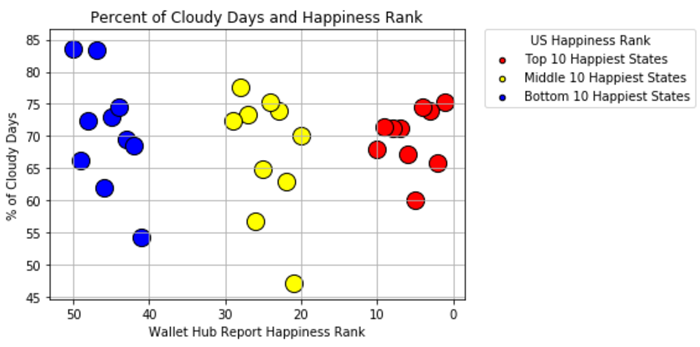 Percent of Cloudy Days and Happiness Rank
US Happiness Rank
Top 10 Happiest States
Middle 10 Happiest States
Bottom 10 Happiest States
85
80
75
70
65
60
55
50
45
% of Cloudy Days
50 40 30 20 10 0
Wallet Hub Report Happiness Rank